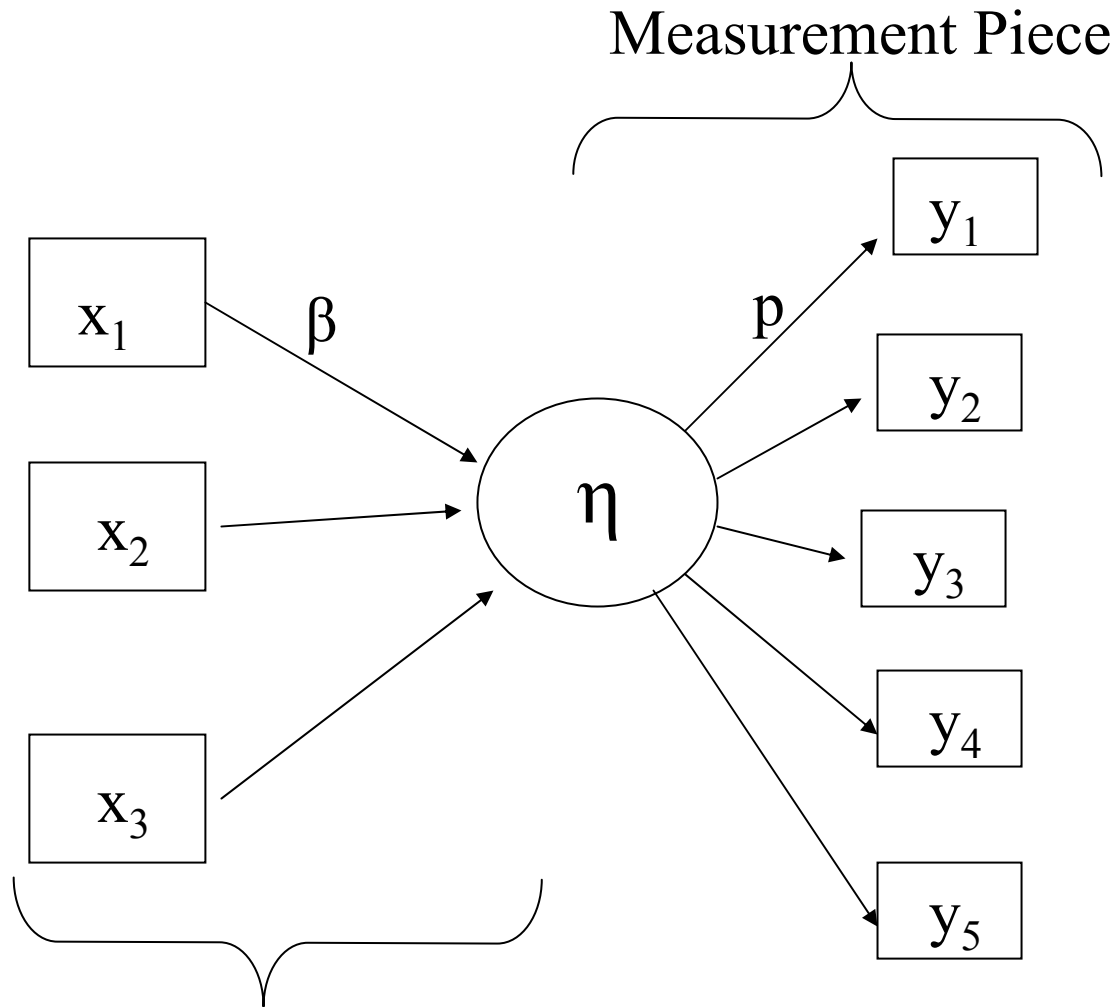 Measurement Piece
y₁
x₁
β
p
y₂
η
x₂
y₃
y₄
x₃
y₅